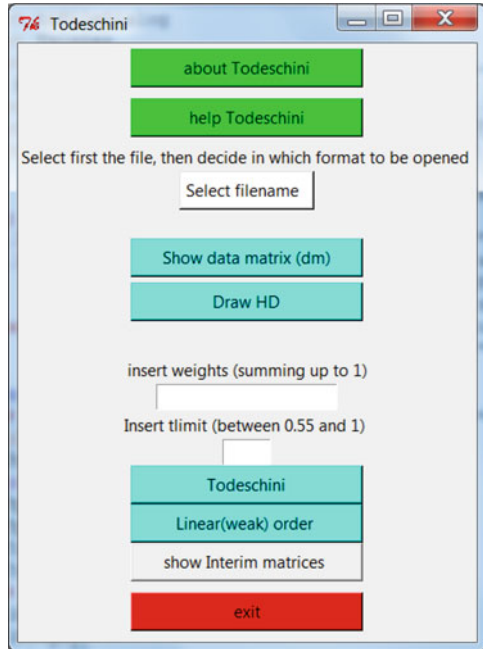 Todeschini
about Todeschini
help Todeschini
Select first the file, then decide in which format to be opened
Select filename
Show data matrix (dm)
Draw HD
insert weights (summing up to 1)
Insert tlimit (between 0.55 and 1)
Todeschini
Linear(weak) order
show Interim matrices
exit